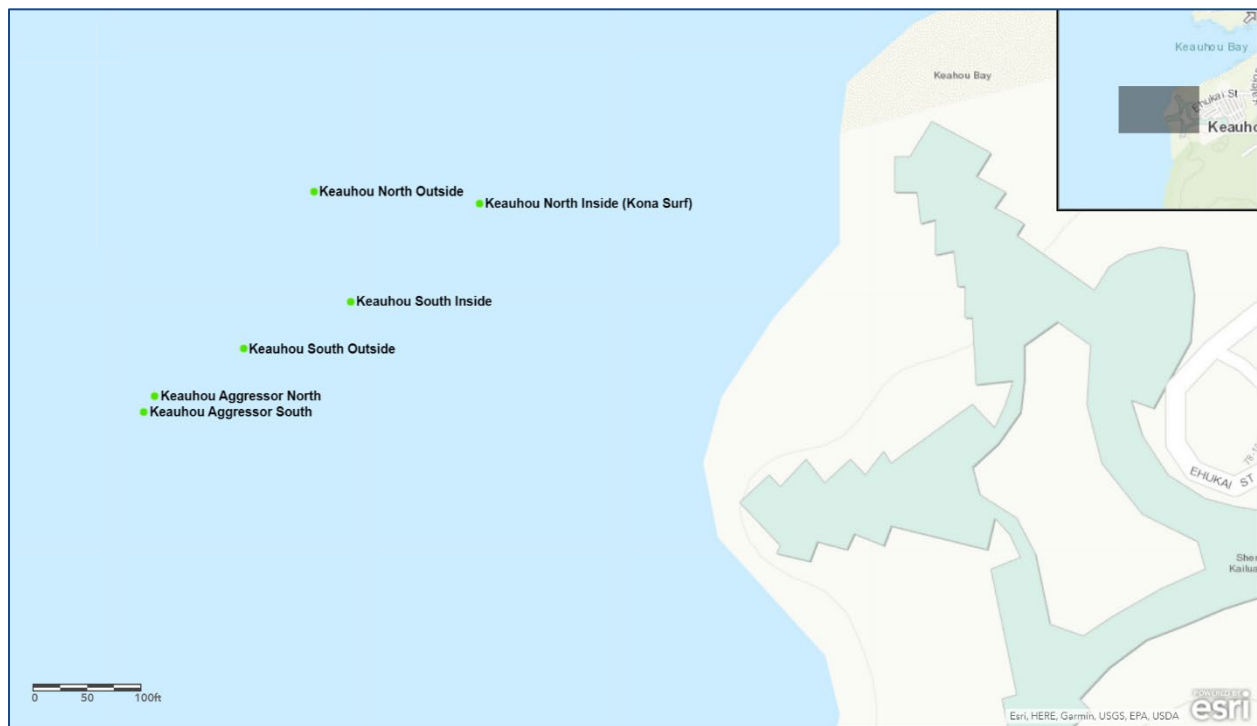 Keauhou Bay
Ehukai St
Keauho
Keahou Bay
Keauhou North Outside
Keauhou North Inside (Kona Surf)
Keauhou South Inside
Keauhou South Outside
Keauhou Aggressor North
Keauhou Aggressor South
EHUKAI ST
Sher
Kailua
0 50 100ft
Esri, HERE, Garmin, USGS, EPA, USDA
POWERED BY
esri